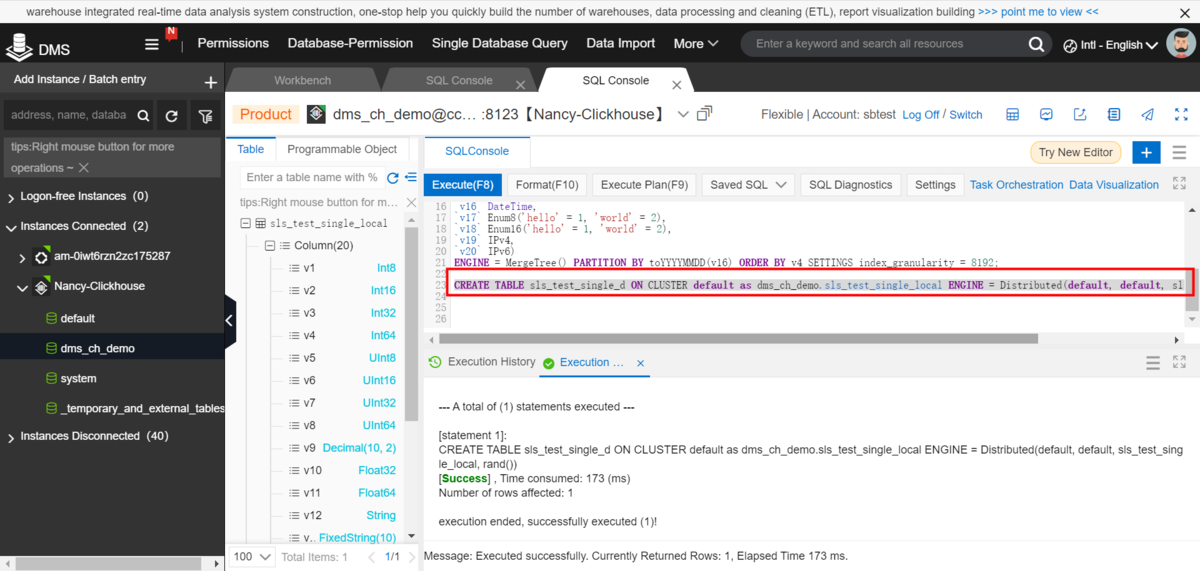 warehouse integrated real-time data analysis system construction, one-stop help you quickly build the number of warehouses, data processing and cleaning (ETL), report visualization building >>> point me to view <<
DMS
N
Permissions
Database-Permission
Single Database Query
Data Import
More
Enter a keyword and search all resources
Intl - English
Add Instance / Batch entry
Workbench
SQL Console
SQL Console
address, name, databa
Product
dms_ch_demo@cc... :8123【Nancy-Clickhouse】
Flexible | Account: sbtest Log Off / Switch
tips:Right mouse button for more
operations ~
Logon-free Instances (0)
Instances Connected (2)
am-0iwt6rzn2zc175287
Nancy-Clickhouse
default
dms_ch_demo
system
_temporary_and_external_tables
Instances Disconnected (40)
Table
Programmable Object
Enter a table name with %
tips:Right mouse button for m...
sls_test_single_local
Column(20)
v1 Int8
v2 Int16
v3 Int32
v4 Int64
v5 UInt8
v6 UInt16
v7 UInt32
v8 UInt64
v9 Decimal(10, 2)
v10 Float32
v11 Float64
v12 String
v.. FixedString(10)
100
Total Items: 1
1/1
SQLConsole
Try New Editor
Execute(F8)
Format(F10)
Execute Plan(F9)
Saved SQL
SQL Diagnostics
Settings
Task Orchestration
Data Visualization
16 `v16` DateTime,
17 `v17` Enum8('hello' = 1, 'world' = 2),
18 `v18` Enum16('hello' = 1, 'world' = 2),
19 `v19` IPv4,
20 `v20` IPv6)
21 ENGINE = MergeTree() PARTITION BY toYYYYMMDD(v16) ORDER BY v4 SETTINGS index_granularity = 8192;
22
23 CREATE TABLE sls_test_single_d ON CLUSTER default as dms_ch_demo.sls_test_single_local ENGINE = Distributed(default, default, sl
24
25
26
Execution History
Execution ...
--- A total of (1) statements executed ---
[statement 1]:
CREATE TABLE sls_test_single_d ON CLUSTER default as dms_ch_demo.sls_test_single_local ENGINE = Distributed(default, default, sls_test_sing
le_local, rand())
[Success] , Time consumed: 173 (ms)
Number of rows affected: 1
execution ended, successfully executed (1)!
Message: Executed successfully. Currently Returned Rows: 1, Elapsed Time 173 ms.